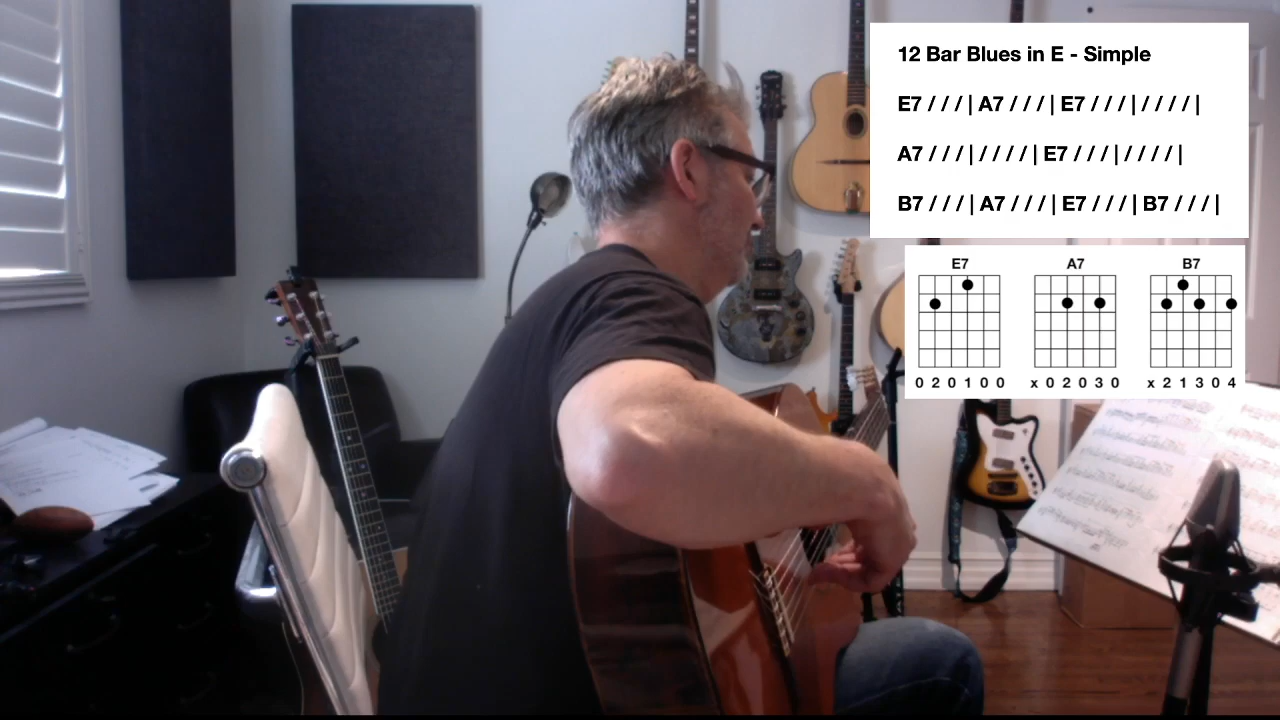 12 Bar Blues in E - Simple
E7 / / / | A7 / / / | E7 / / / | / / / / |
A7 / / / | / / / / | E7 / / / | / / / / |
B7 / / / | A7 / / / | E7 / / / | B7 / / / |
E7 A7 B7
0 2 0 1 0 0 x 0 2 0 3 0 x 2 1 3 0 4